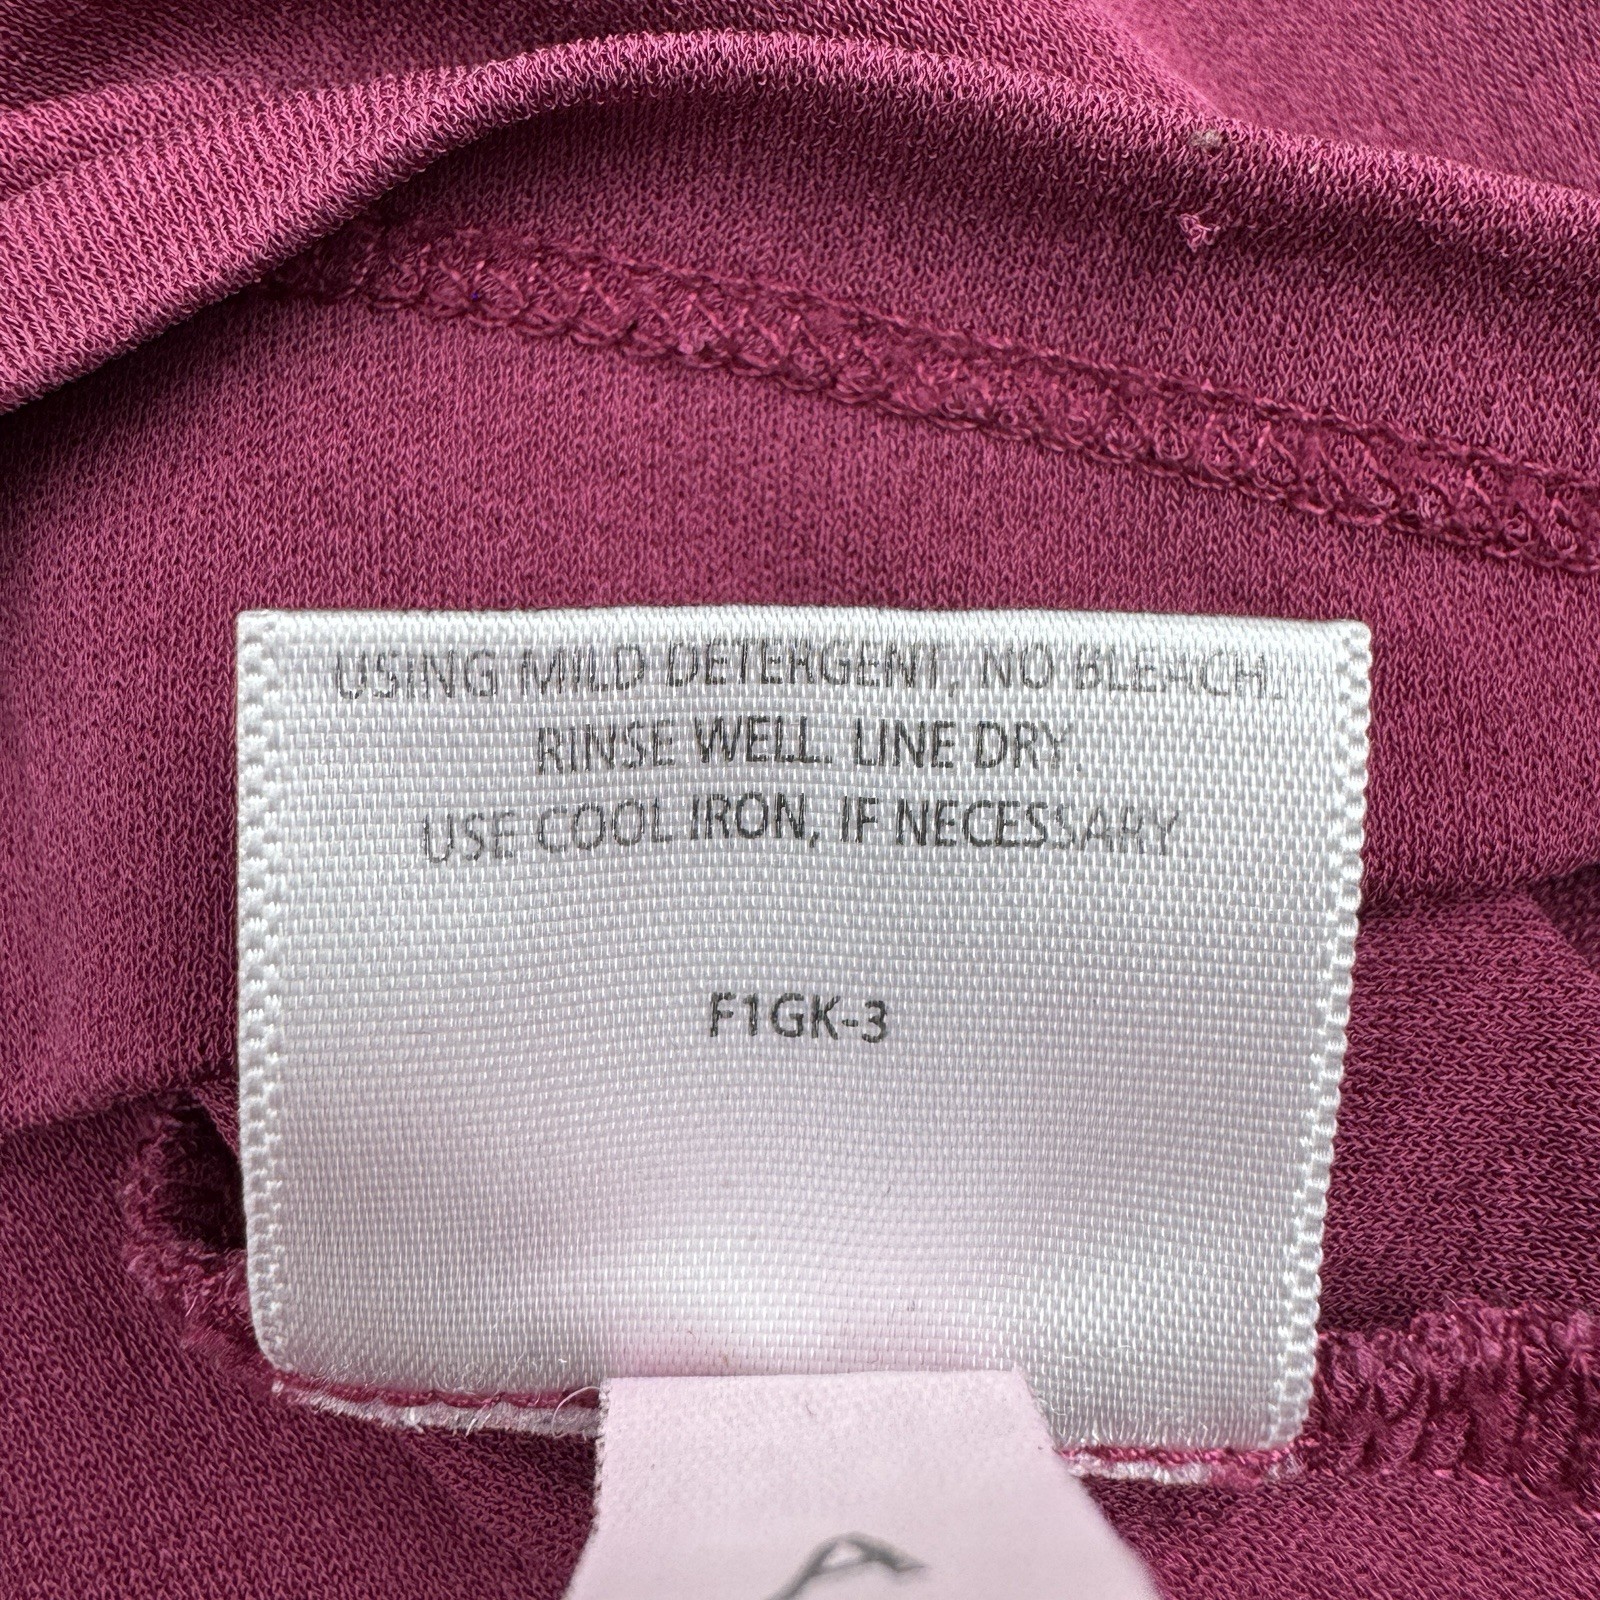 USING MILD DETERGENT, NO BLEACH.
RINSE WELL. LINE DRY.
USE COOL IRON, IF NECESSARY.
F1GK-3